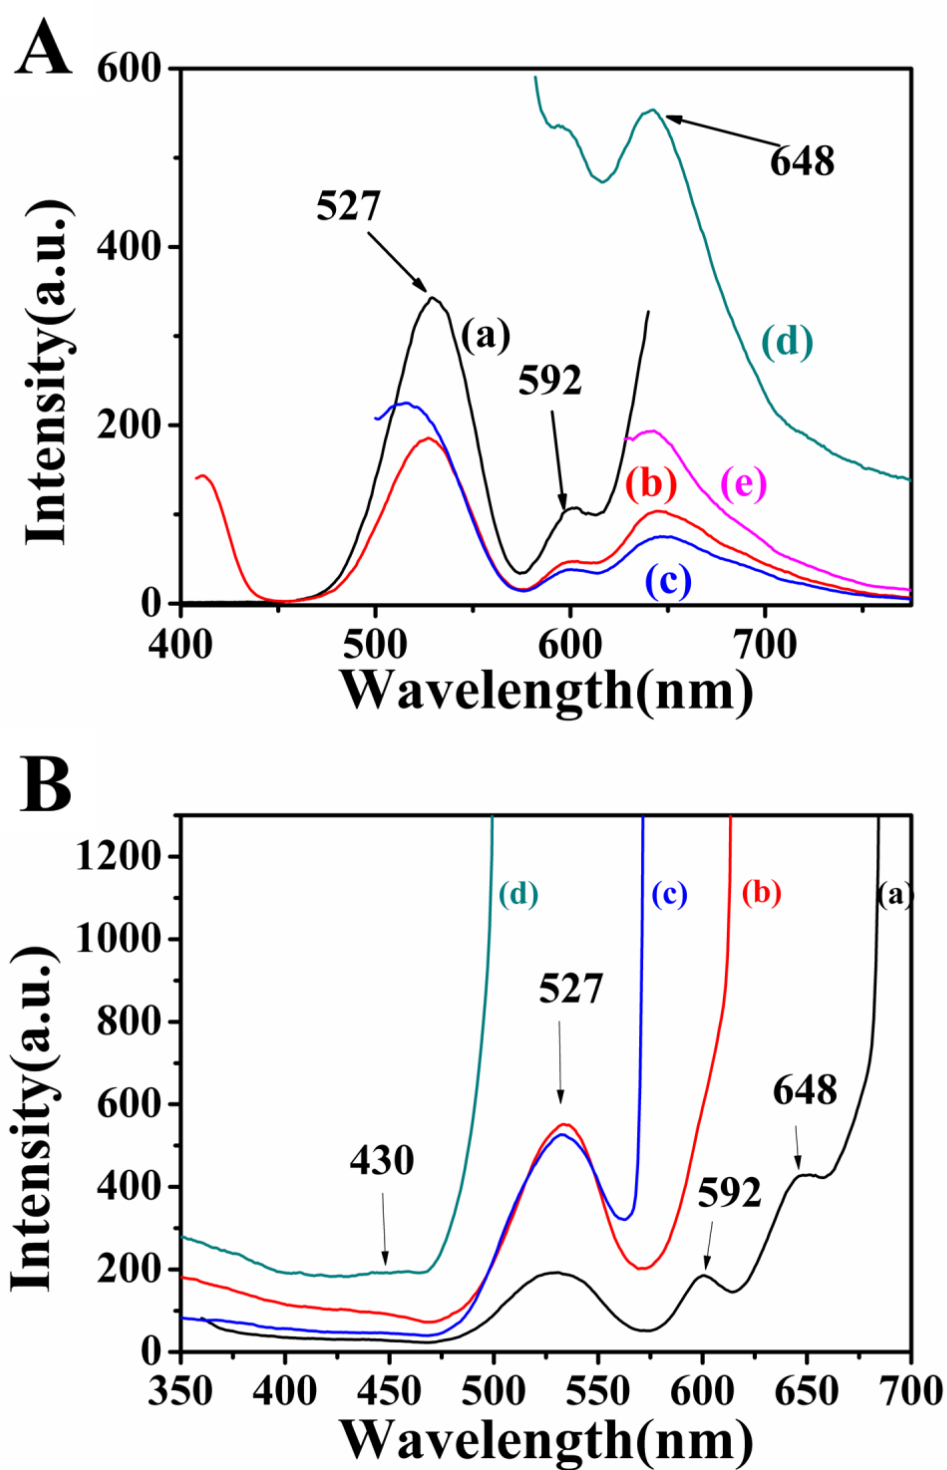 A
600
648
527
(a)
(d)
400
592
200
(b)
(e)
(c)
0
400 500 600 700
Intensity(a.u.)
Wavelength(nm)
B
1200
(d) (c) (b) (a)
1000
527
800
648
600
430
592
400
200
0
350 400 450 500 550 600 650 700
Intensity(a.u.)
Wavelength(nm)